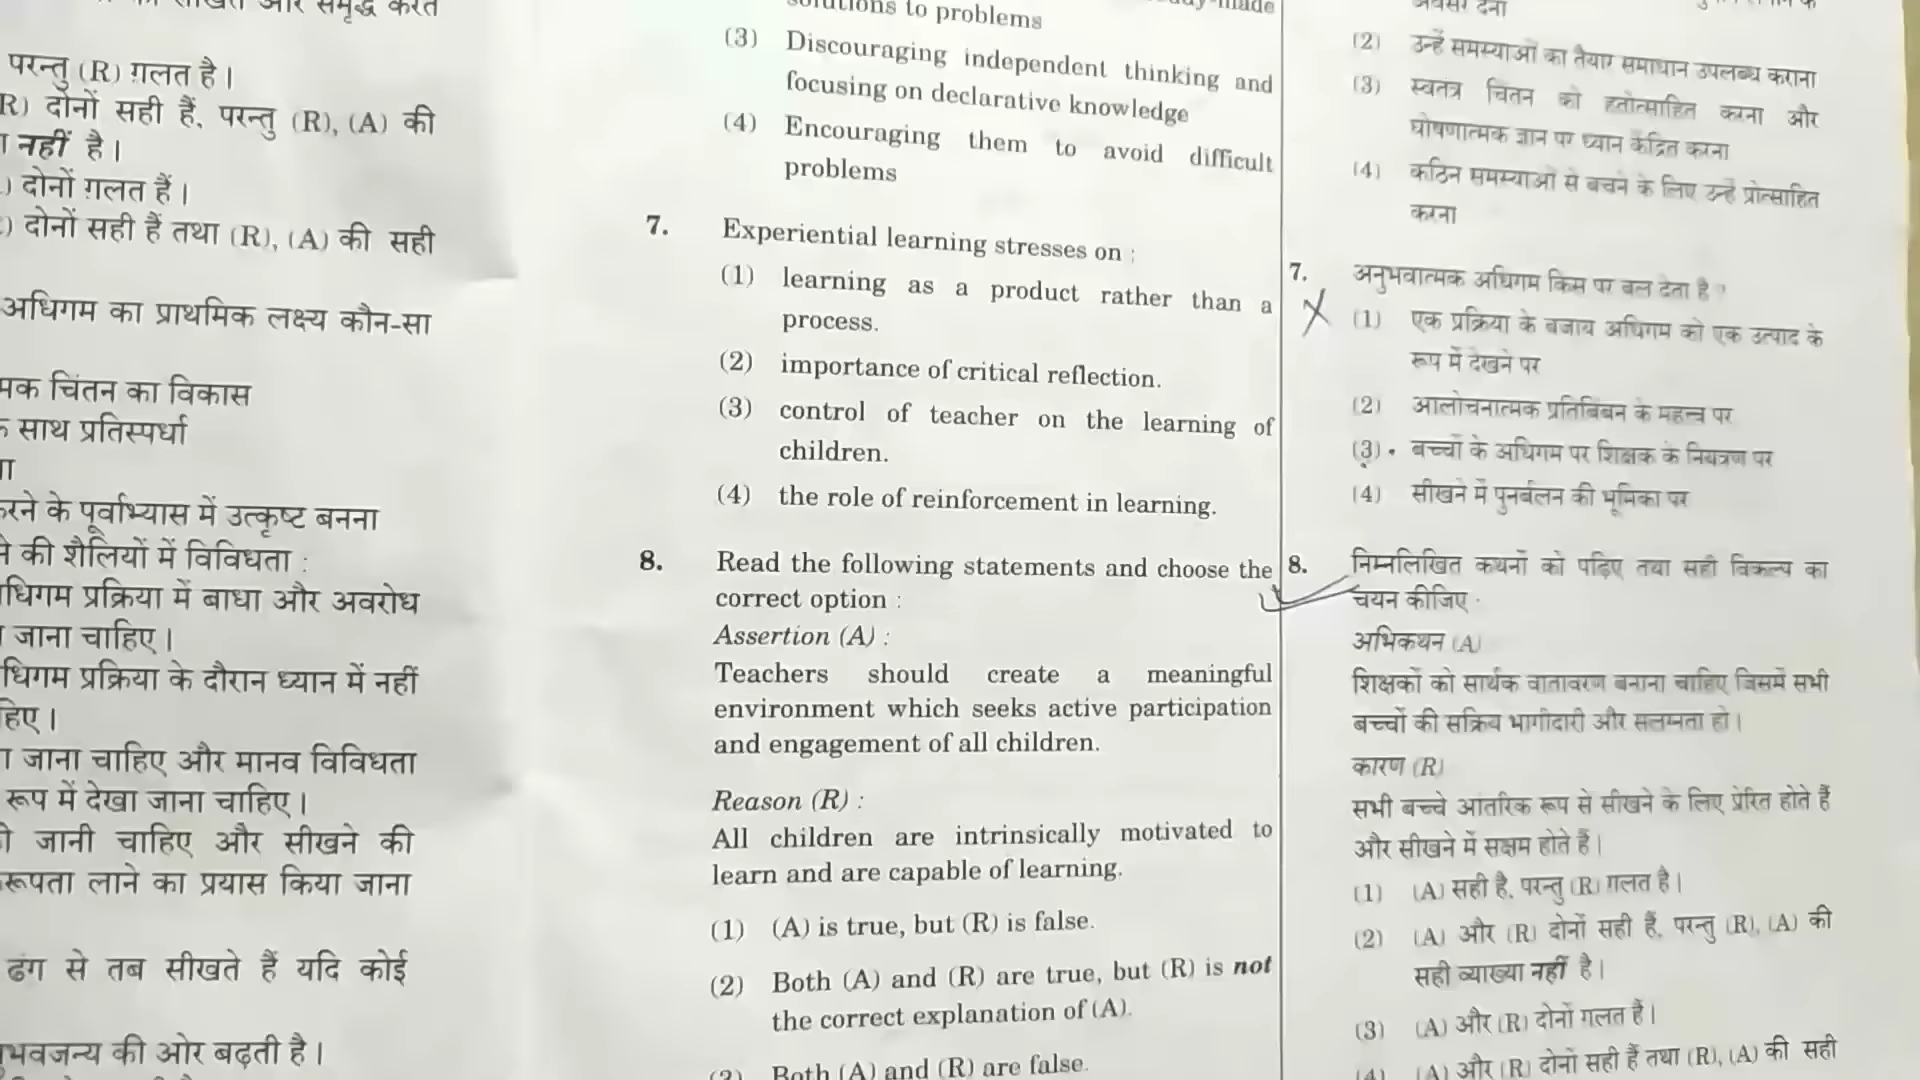 परन्तु (R) ग़लत है।
R) दोनों सही हैं, परन्तु (R), (A) की
नहीं है।
दोनों ग़लत हैं।
दोनों सही हैं तथा (R), (A) की सही
अधिगम का प्राथमिक लक्ष्य कौन-सा
चिंतन का विकास
साथ प्रतिस्पर्धा
के पूर्वाभ्यास में उत्कृष्ट बनना
की शैलियों में विविधता :
प्रक्रिया में बाधा और अवरोध
जाना चाहिए।
प्रक्रिया के दौरान ध्यान में नहीं
जाना चाहिए और मानव विविधता
रूप में देखा जाना चाहिए।
जानी चाहिए और सीखने की
लाने का प्रयास किया जाना
ढंग से तब सीखते हैं यदि कोई
की ओर बढ़ती है।
solutions to problems
(3) Discouraging independent thinking and
focusing on declarative knowledge
(4) Encouraging them to avoid difficult
problems
7. Experiential learning stresses on :
(1) learning as a product rather than a
process.
(2) importance of critical reflection.
(3) control of teacher on the learning of
children.
(4) the role of reinforcement in learning.
8. Read the following statements and choose the
correct option :
Assertion (A) :
Teachers should create a meaningful
environment which seeks active participation
and engagement of all children.
Reason (R) :
All children are intrinsically motivated to
learn and are capable of learning.
(1) (A) is true, but (R) is false.
(2) Both (A) and (R) are true, but (R) is not
the correct explanation of (A).
(3) Both (A) and (R) are false.
अवसर देना
(2) उन्हें समस्याओं का तैयार समाधान उपलब्ध कराना
(3) स्वतंत्र चिंतन को हतोत्साहित करना और
घोषणात्मक ज्ञान पर ध्यान केंद्रित करना
(4) कठिन समस्याओं से बचने के लिए उन्हें प्रोत्साहित
करना
7. अनुभवात्मक अधिगम किस पर बल देता है ?
(1) एक प्रक्रिया के बजाय अधिगम को एक उत्पाद के
रूप में देखने पर
(2) आलोचनात्मक प्रतिबिंबन के महत्त्व पर
(3) बच्चों के अधिगम पर शिक्षक के नियंत्रण पर
(4) सीखने में पुनर्बलन की भूमिका पर
8. निम्नलिखित कथनों को पढ़िए तथा सही विकल्प का
चयन कीजिए :
अभिकथन (A)
शिक्षकों को सार्थक वातावरण बनाना चाहिए जिसमें सभी
बच्चों की सक्रिय भागीदारी और संलग्नता हो।
कारण (R)
सभी बच्चे आंतरिक रूप से सीखने के लिए प्रेरित होते हैं
और सीखने में सक्षम होते हैं।
(1) (A) सही है, परन्तु (R) ग़लत है।
(2) (A) और (R) दोनों सही हैं, परन्तु (R), (A) की
सही व्याख्या नहीं है।
(3) (A) और (R) दोनों ग़लत हैं।
(4) (A) और (R) दोनों सही हैं तथा (R), (A) की सही